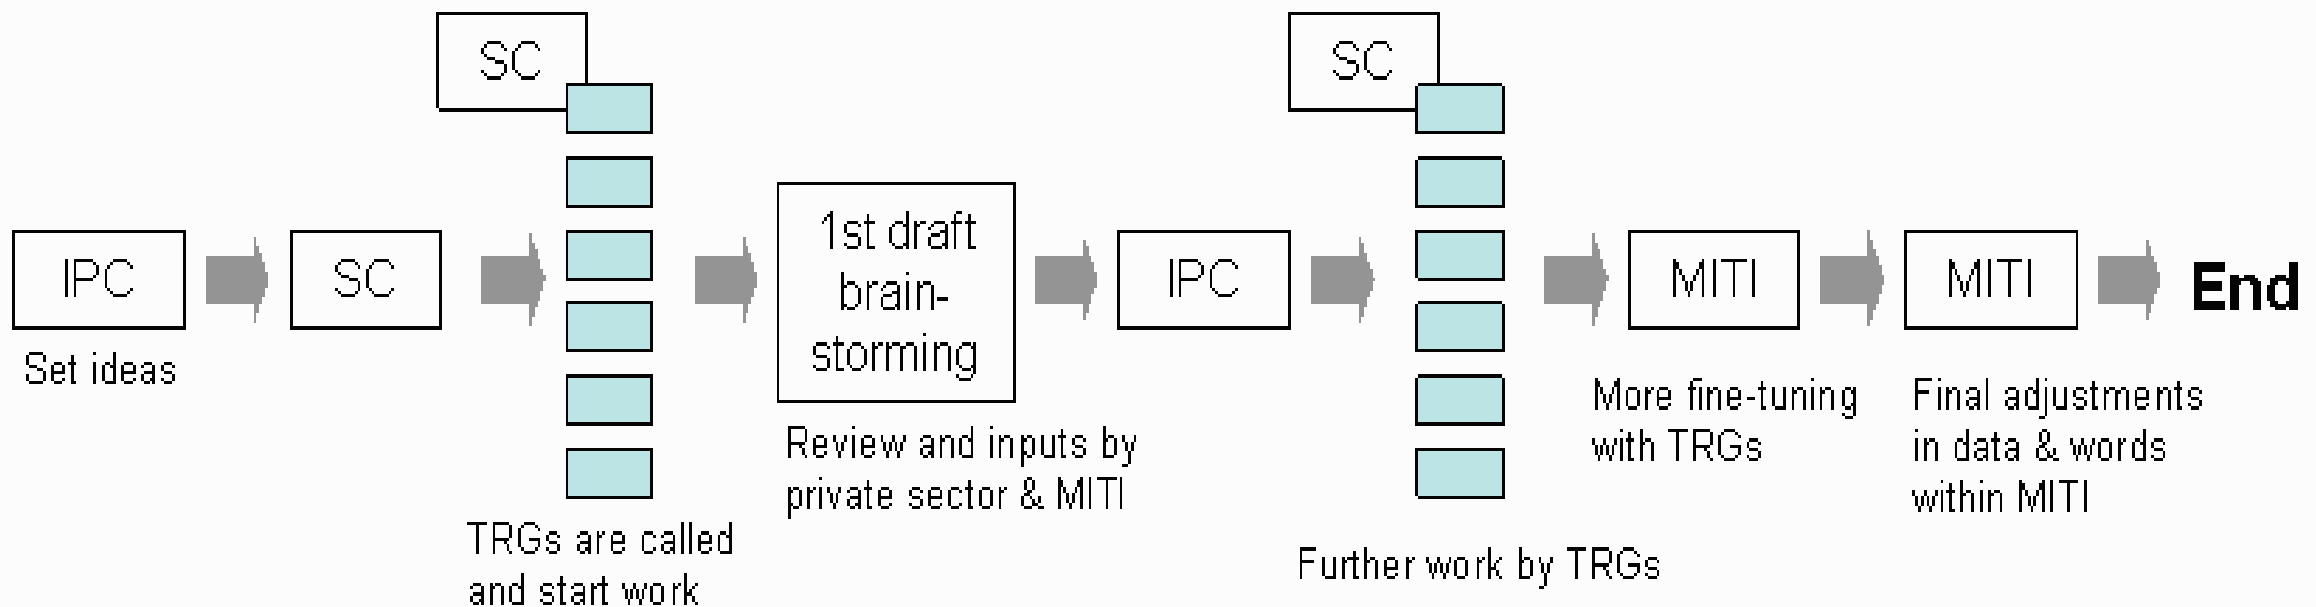 SC
SC
IPC
SC
1st draft
brain-
storming
IPC
MITI
MITI
End
Set ideas
TRGs are called
and start work
Review and inputs by
private sector & MITI
Further work by TRGs
More fine-tuning
with TRGs
Final adjustments
in data & words
within MITI